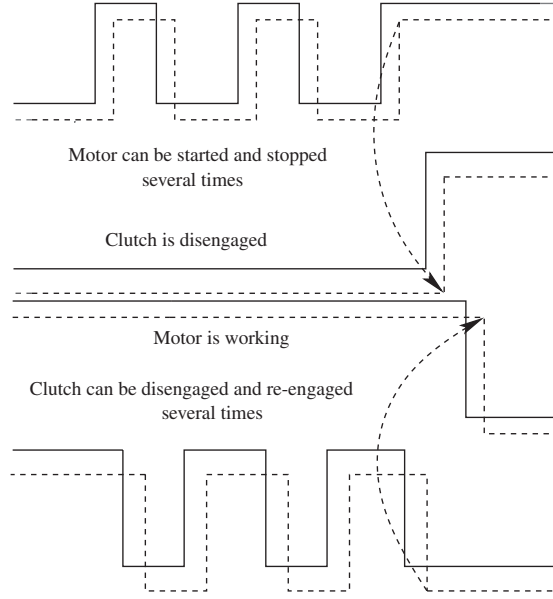 Motor can be started and stopped
several times
Clutch is disengaged
Motor is working
Clutch can be disengaged and re-engaged
several times